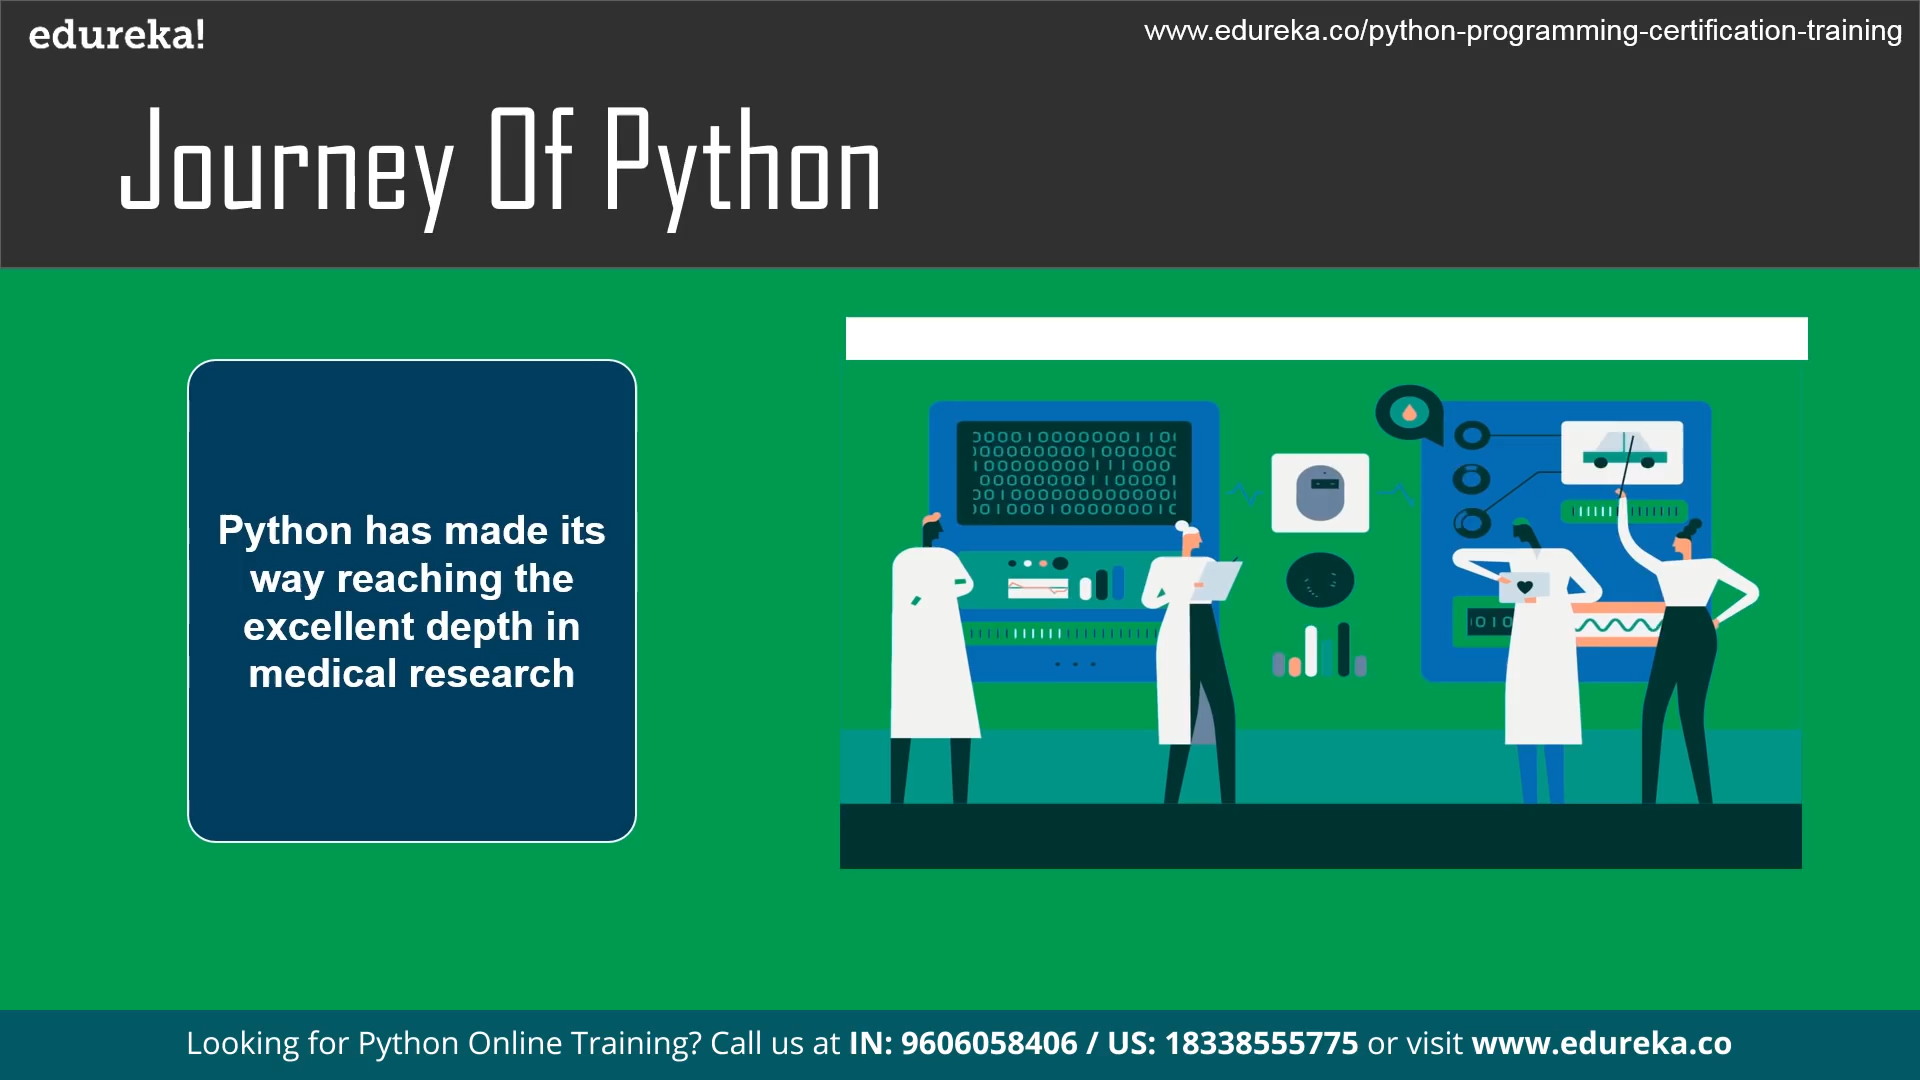 edureka!
www.edureka.co/python-programming-certification-training
Journey Of Python
Python has made its
way reaching the
excellent depth in
medical research
Looking for Python Online Training? Call us at IN: 9606058406 / US: 18338555775 or visit www.edureka.co